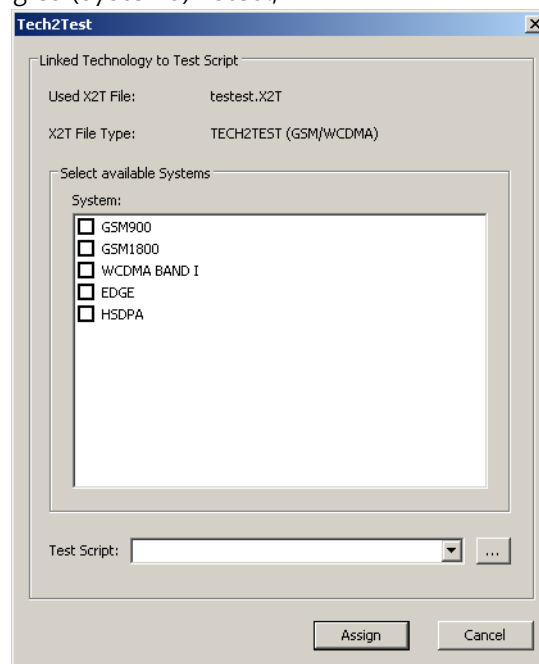 Tech2Test
Linked Technology to Test Script
Used X2T File: testest.X2T
X2T File Type: TECH2TEST (GSM/WCDMA)
Select available Systems
System:
GSM900
GSM1800
WCDMA BAND I
EDGE
HSDPA
Test Script:
...
Assign Cancel